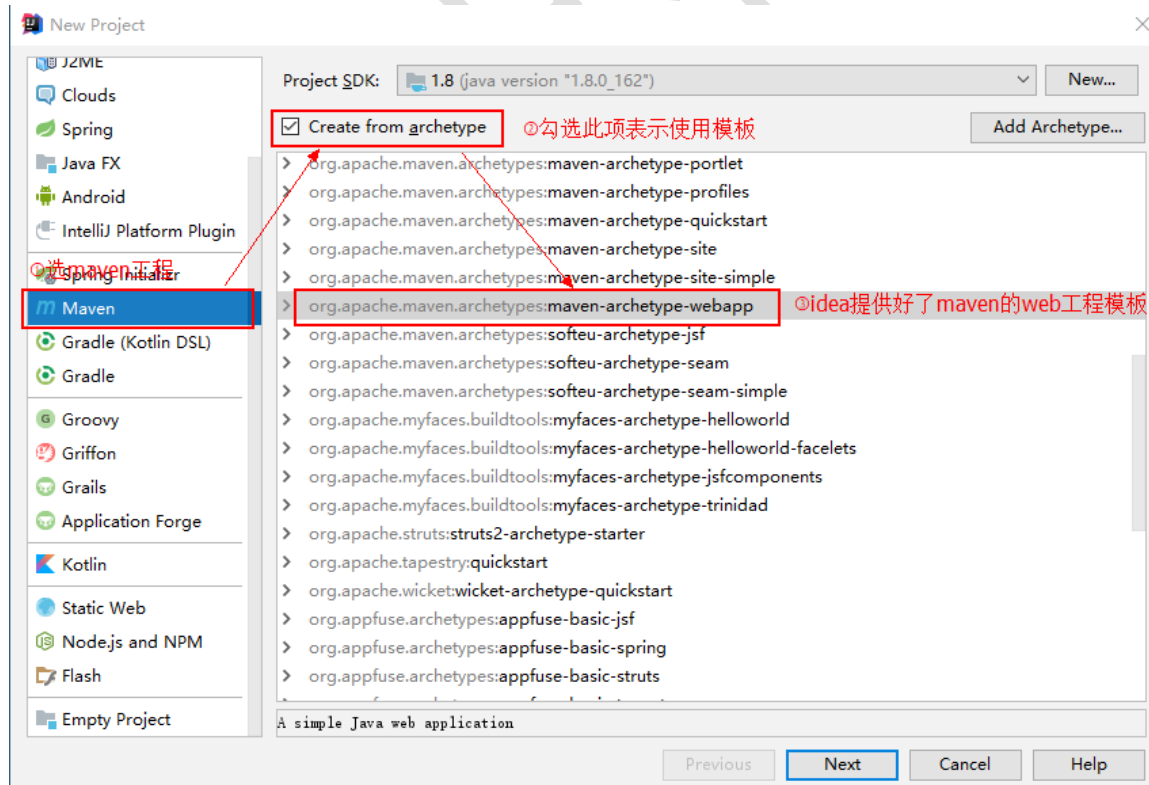 New Project
J2ME
Clouds
Spring
Java FX
Android
IntelliJ Platform Plugin
①选maven工程
Spring Initializr
Maven
Gradle (Kotlin DSL)
Gradle
Groovy
Griffon
Grails
Application Forge
Kotlin
Static Web
Node.js and NPM
Flash
Empty Project
Project SDK: 1.8 (java version "1.8.0_162") New...
Create from archetype ②勾选此项表示使用模板 Add Archetype...
org.apache.maven.archetypes:maven-archetype-portlet
org.apache.maven.archetypes:maven-archetype-profiles
org.apache.maven.archetypes:maven-archetype-quickstart
org.apache.maven.archetypes:maven-archetype-site
org.apache.maven.archetypes:maven-archetype-site-simple
org.apache.maven.archetypes:maven-archetype-webapp ③idea提供好了maven的web工程模板
org.apache.maven.archetypes:softeu-archetype-jsf
org.apache.maven.archetypes:softeu-archetype-seam
org.apache.maven.archetypes:softeu-archetype-seam-simple
org.apache.myfaces.buildtools:myfaces-archetype-helloworld
org.apache.myfaces.buildtools:myfaces-archetype-helloworld-facelets
org.apache.myfaces.buildtools:myfaces-archetype-jsfcomponents
org.apache.myfaces.buildtools:myfaces-archetype-trinidad
org.apache.struts:struts2-archetype-starter
org.apache.tapestry:quickstart
org.apache.wicket:wicket-archetype-quickstart
org.appfuse.archetypes:appfuse-basic-jsf
org.appfuse.archetypes:appfuse-basic-spring
org.appfuse.archetypes:appfuse-basic-struts
A simple Java web application
Previous Next Cancel Help